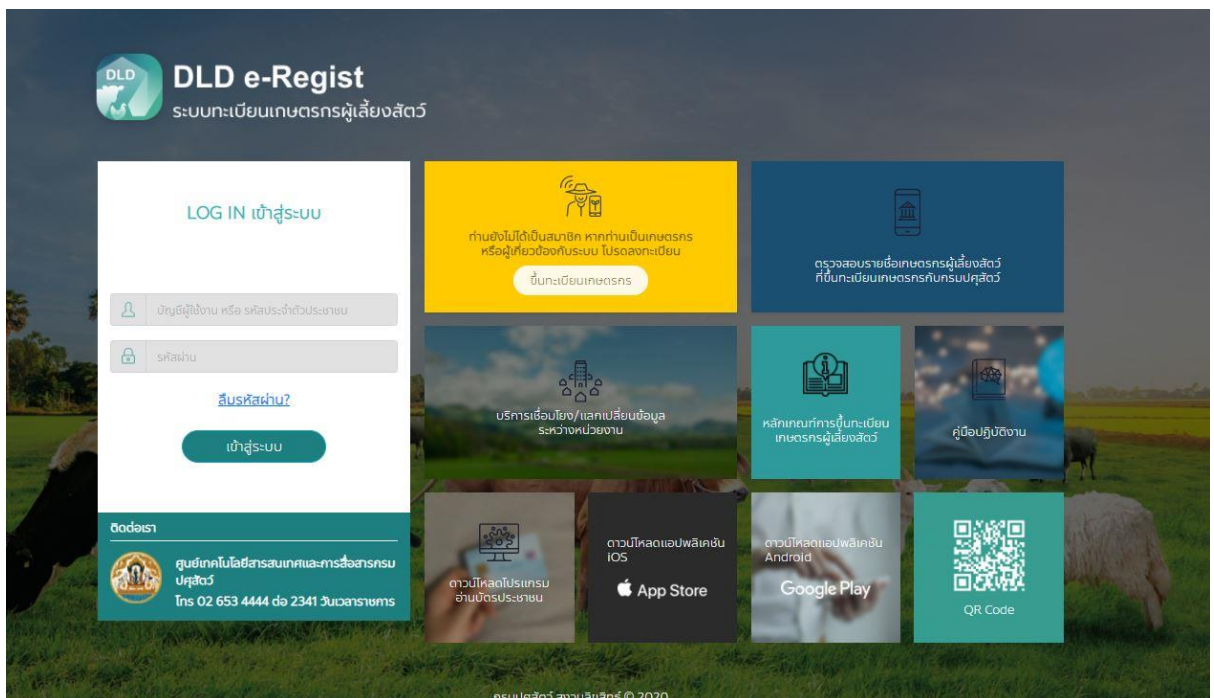 DLD
DLD e-Regist
ระบบทะเบียนเกษตรกรผู้เลี้ยงสัตว์
LOG IN เข้าสู่ระบบ
บัญชีผู้ใช้งาน หรือ รหัสประจำตัวประชาชน
รหัสผ่าน
ลืมรหัสผ่าน?
เข้าสู่ระบบ
ติดต่อเรา
ศูนย์เทคโนโลยีสารสนเทศและการสื่อสารกรม
ปศุสัตว์
โทร 02 653 4444 ต่อ 2341 วันเวลาราชการ
ท่านยังไม่ได้เป็นสมาชิก หากท่านเป็นเกษตรกร
หรือผู้เกี่ยวข้องกับระบบ โปรดลงทะเบียน
ขึ้นทะเบียนเกษตรกร
ตรวจสอบรายชื่อเกษตรกรผู้เลี้ยงสัตว์
ที่ขึ้นทะเบียนเกษตรกรกับกรมปศุสัตว์
บริการเชื่อมโยง/แลกเปลี่ยนข้อมูล
ระหว่างหน่วยงาน
หลักเกณฑ์การขึ้นทะเบียน
เกษตรกรผู้เลี้ยงสัตว์
คู่มือปฏิบัติงาน
ดาวน์โหลดโปรแกรม
อ่านบัตรประชาชน
ดาวน์โหลดแอปพลิเคชัน
iOS
App Store
ดาวน์โหลดแอปพลิเคชัน
Android
Google Play
QR Code
กรมปศุสัตว์ สงวนลิขสิทธิ์ © 2020